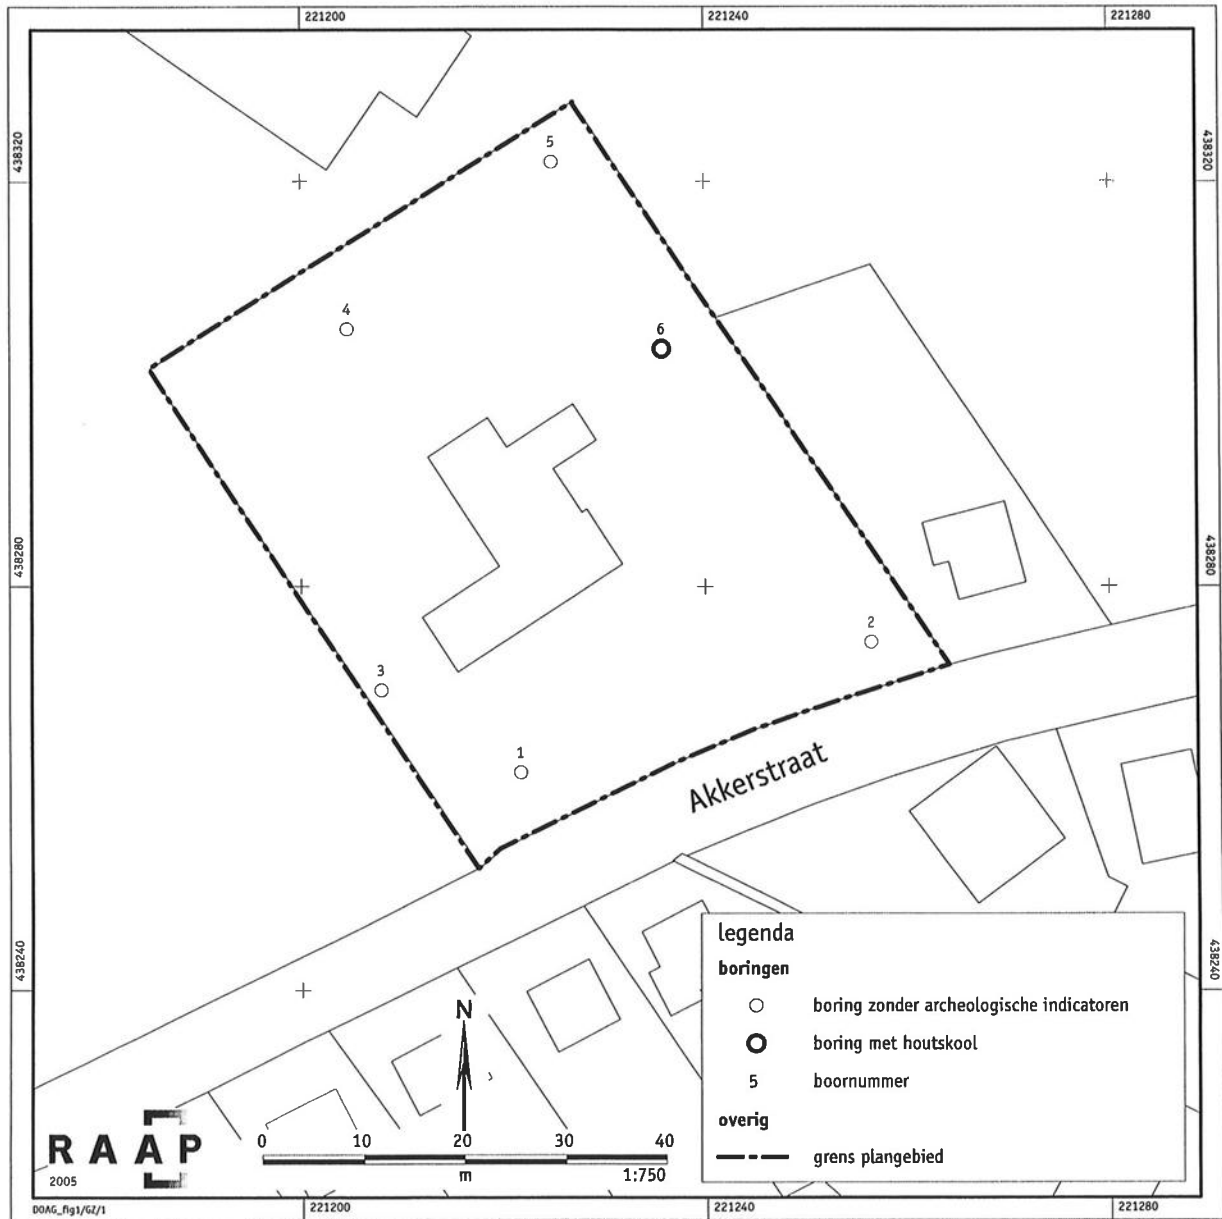 221200
221240
221280
438320
438320
5
4
6
438280
438280
2
3
1
Akkerstraat
438240
438240
legenda
boringen
boring zonder archeologische indicatoren
boring met houtskool
5 boornummer
overig
grens plangebied
N
0 10 20 30 40
m 1:750
RAAP
2005
DOAG_fig1/GZ/1
221200
221240
221280